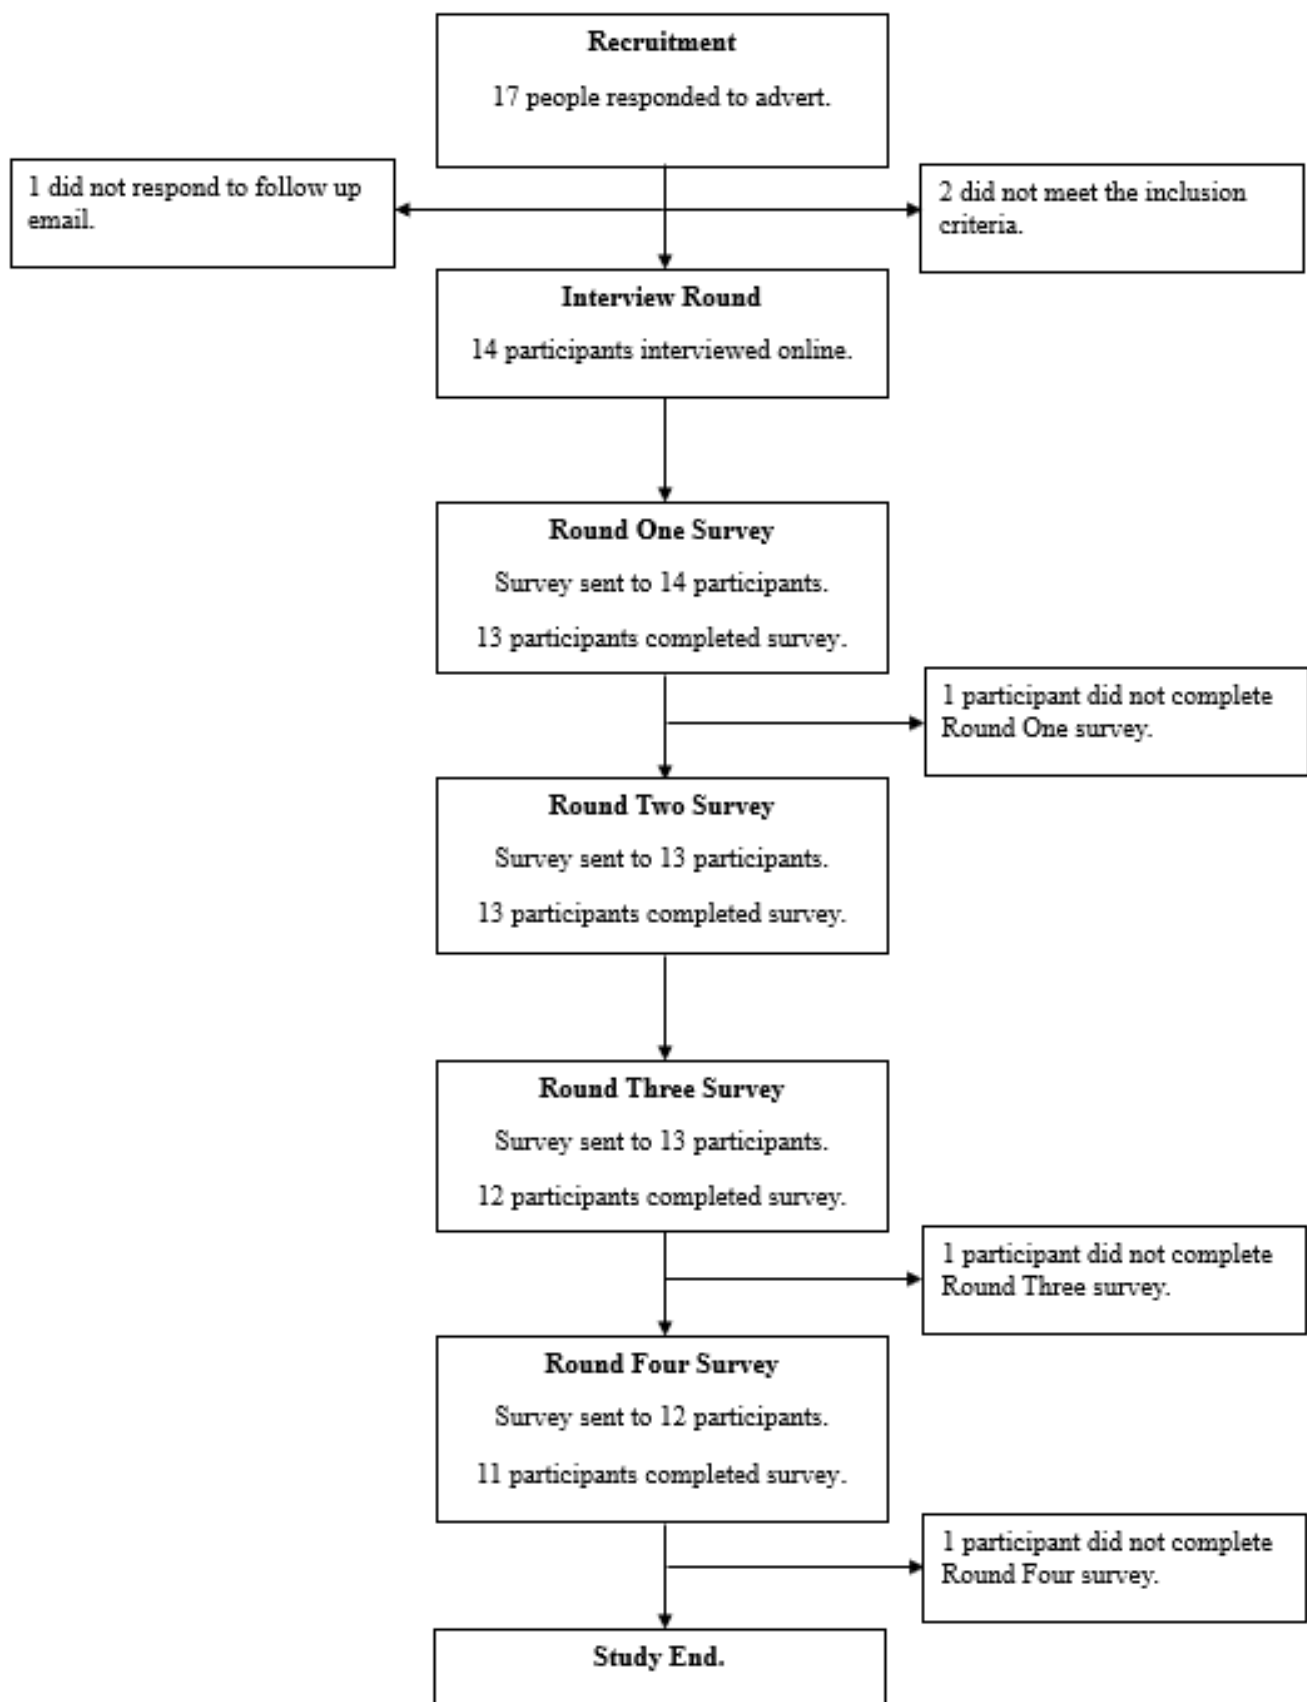 Recruitment
17 people responded to advert.
1 did not respond to follow up
email.
2 did not meet the inclusion
criteria.
Interview Round
14 participants interviewed online.
Round One Survey
Survey sent to 14 participants.
13 participants completed survey.
1 participant did not complete
Round One survey.
Round Two Survey
Survey sent to 13 participants.
13 participants completed survey.
Round Three Survey
Survey sent to 13 participants.
12 participants completed survey.
1 participant did not complete
Round Three survey.
Round Four Survey
Survey sent to 12 participants.
11 participants completed survey.
1 participant did not complete
Round Four survey.
Study End.